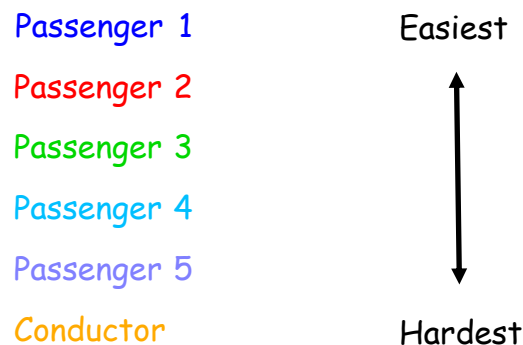 Passenger 1
Passenger 2
Passenger 3
Passenger 4
Passenger 5
Conductor
Easiest
Hardest